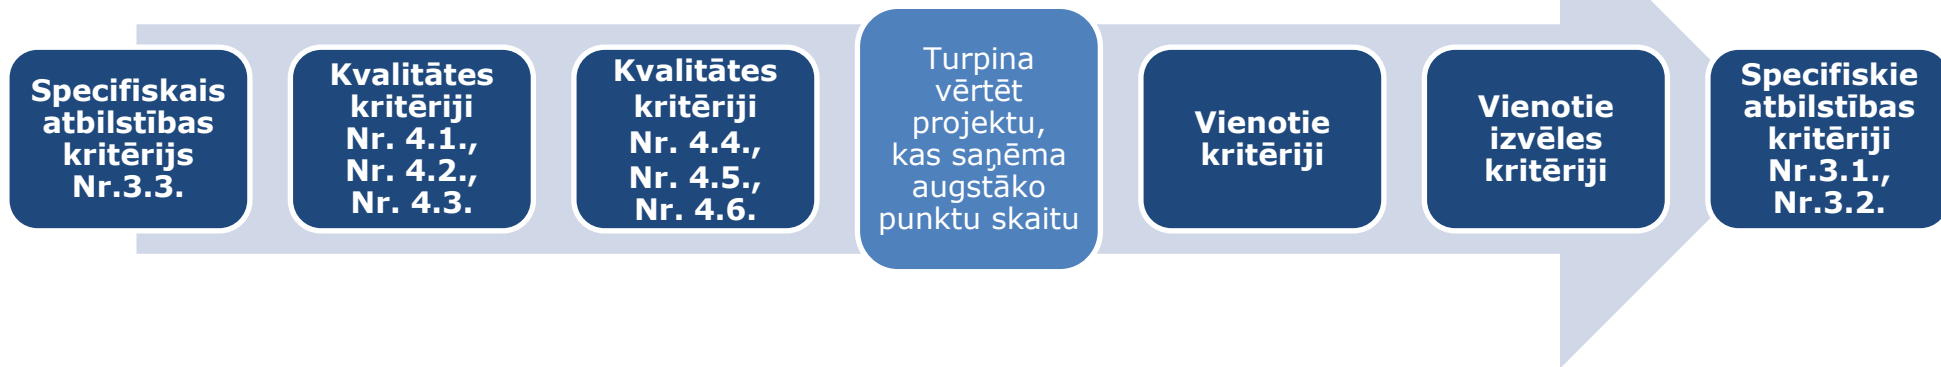 Specifiskais
atbilstības
kritērijs
Nr.3.3.
Kvalitātes
kritēriji
Nr. 4.1.,
Nr. 4.2.,
Nr. 4.3.
Kvalitātes
kritēriji
Nr. 4.4.,
Nr. 4.5.,
Nr. 4.6.
Turpina
vērtēt
projektu,
kas saņēma
augstāko
punktu skaitu
Vienotie
kritēriji
Vienotie
izvēles
kritēriji
Specifiskie
atbilstības
kritēriji
Nr.3.1.,
Nr.3.2.